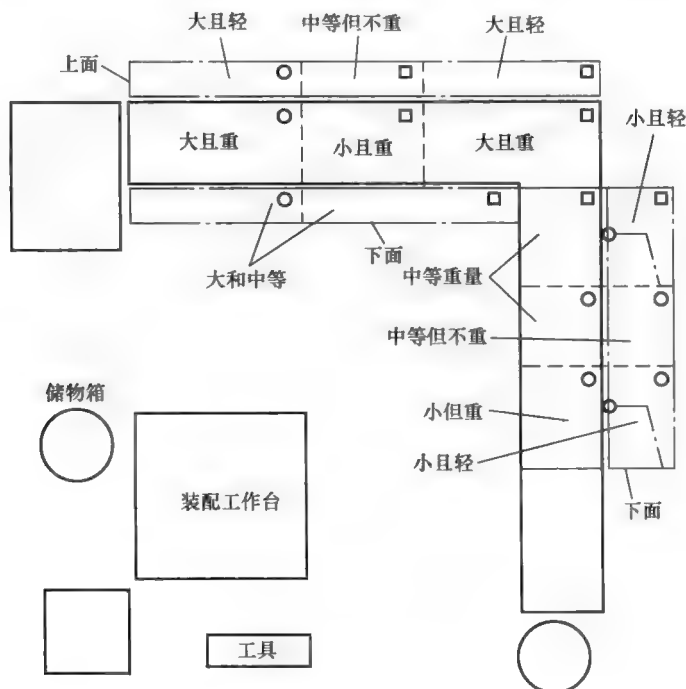 大且轻
中等但不重
大且轻
上面
小且轻
大且重
小且重
大且重
大和中等
下面
中等重量
中等但不重
储物箱
小但重
小且轻
装配工作台
下面
工具